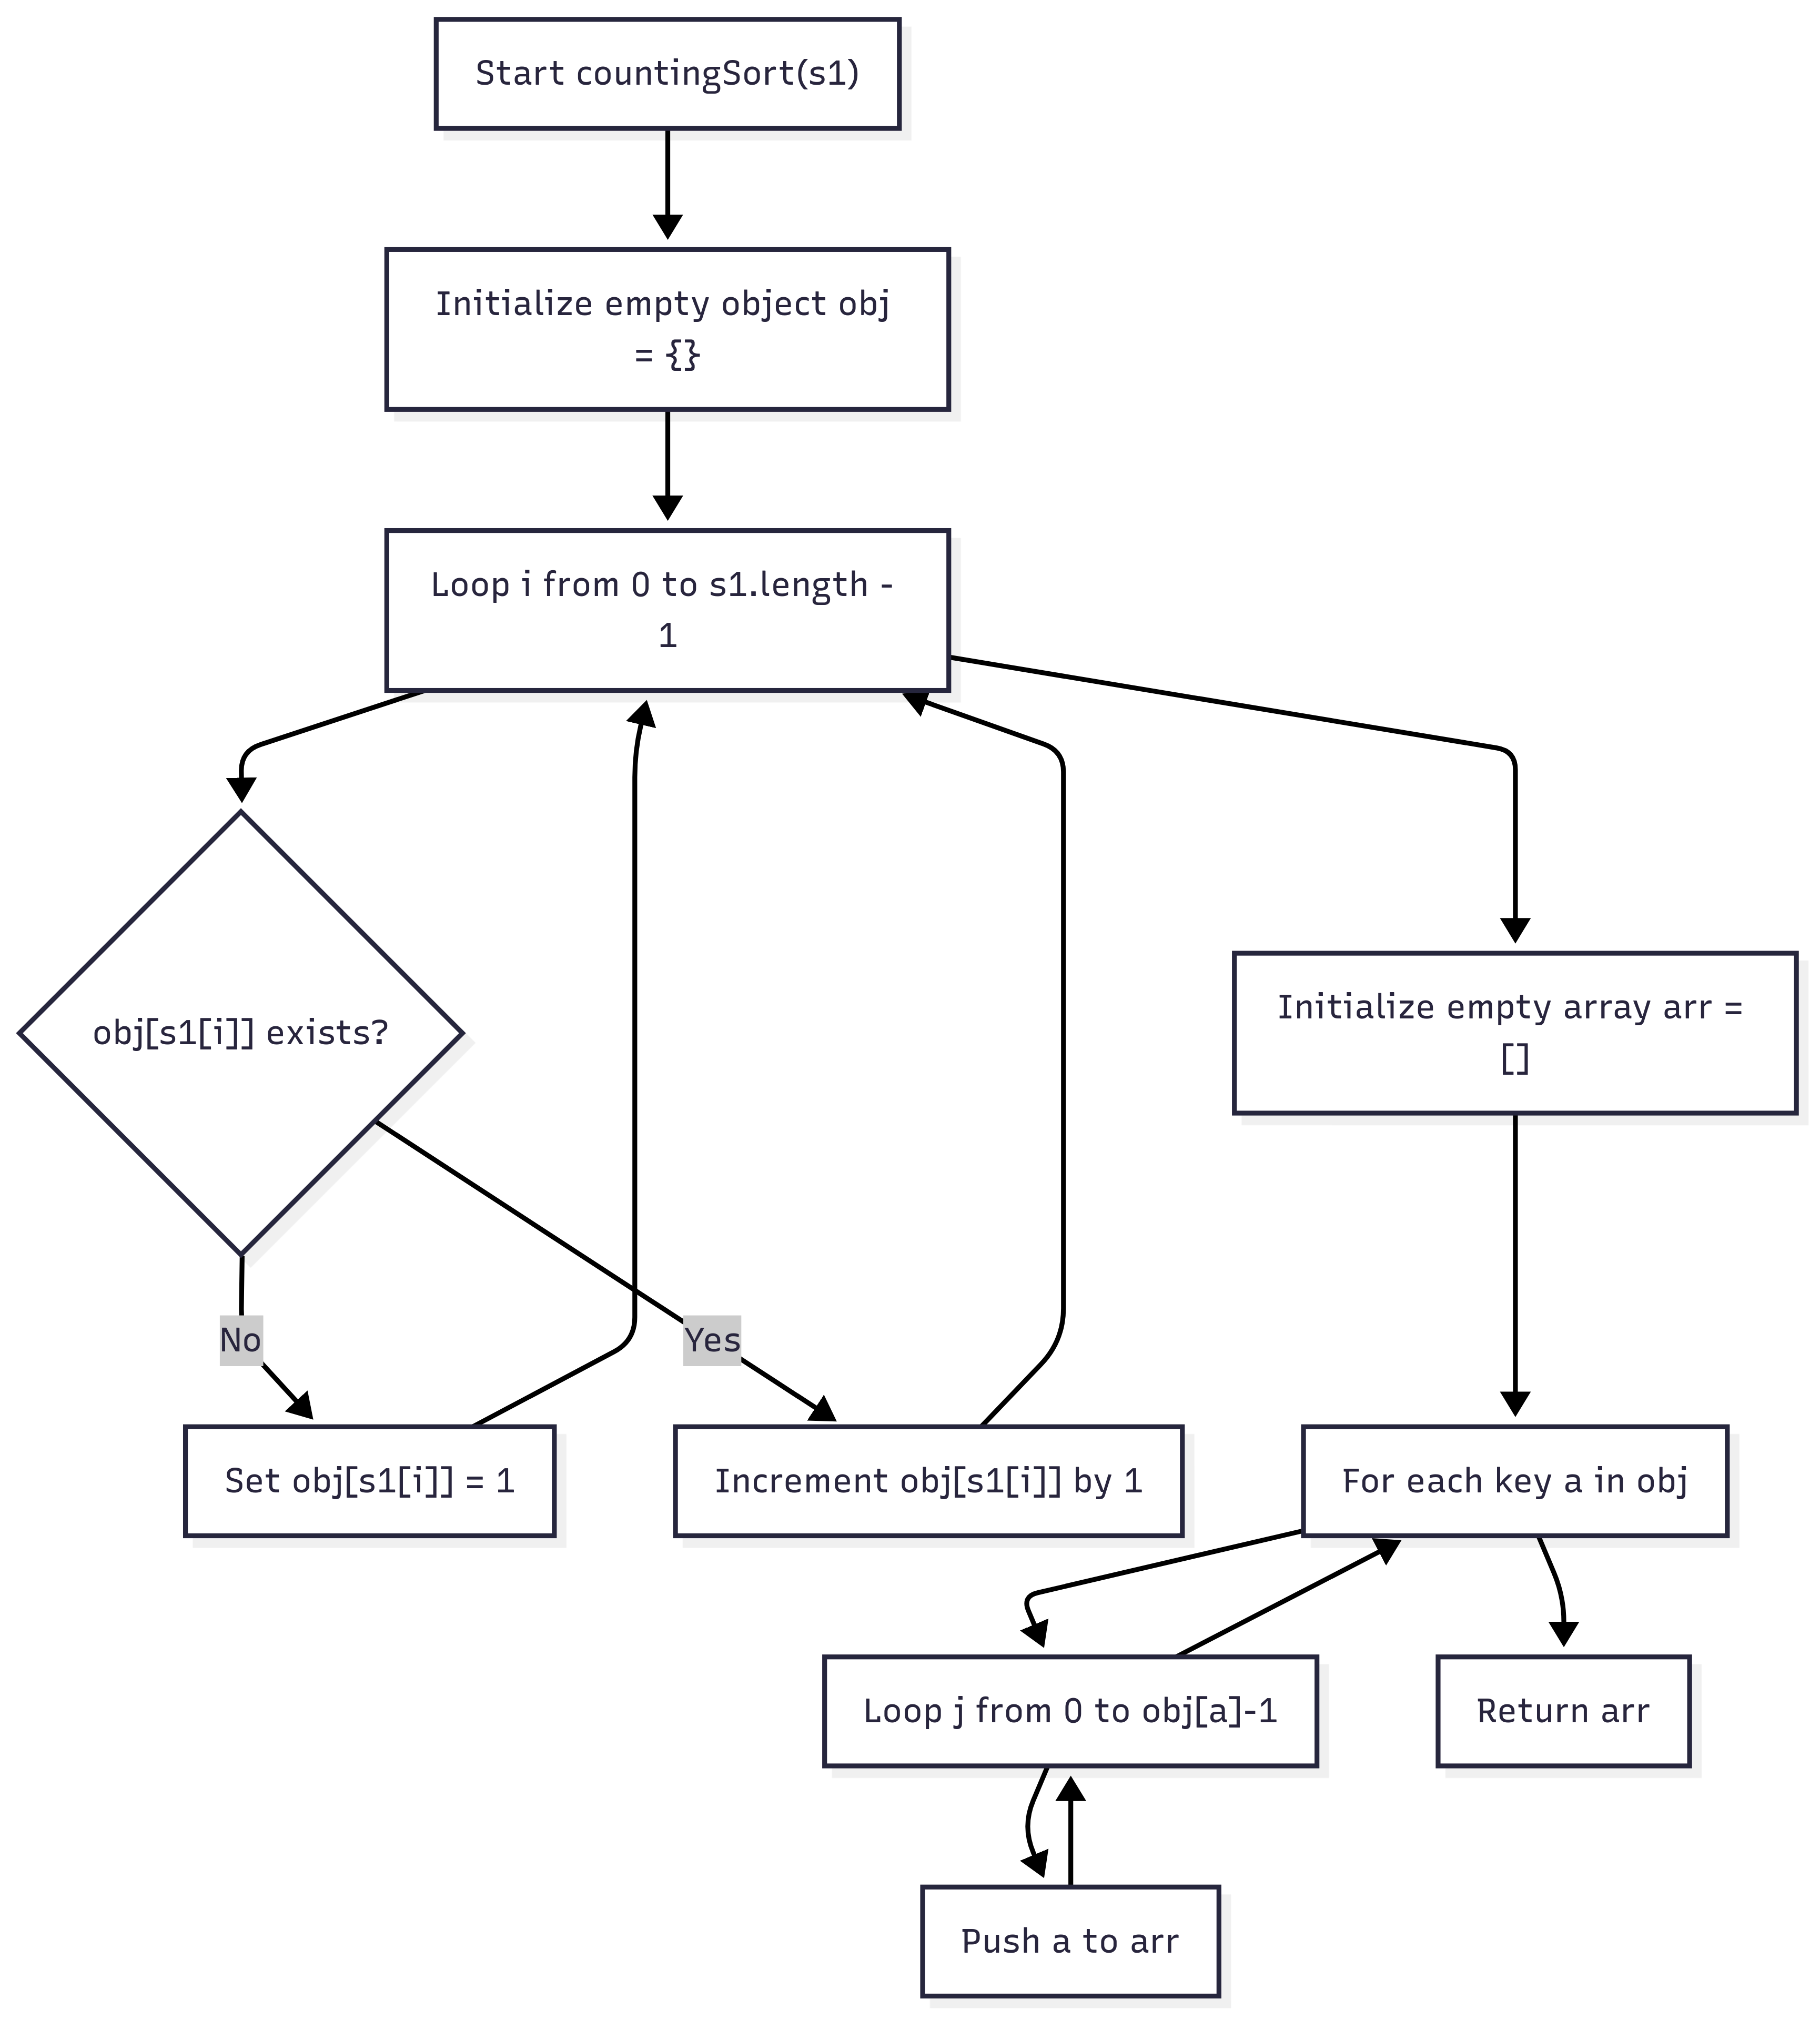 Start countingSort(s1)
Initialize empty object obj
= {}
Loop i from 0 to s1.length -
1
obj[s1[i]] exists?
Initialize empty array arr =
[]
No
Yes
Set obj[s1[i]] = 1
Increment obj[s1[i]] by 1
For each key a in obj
Loop j from 0 to obj[a]-1
Return arr
Push a to arr